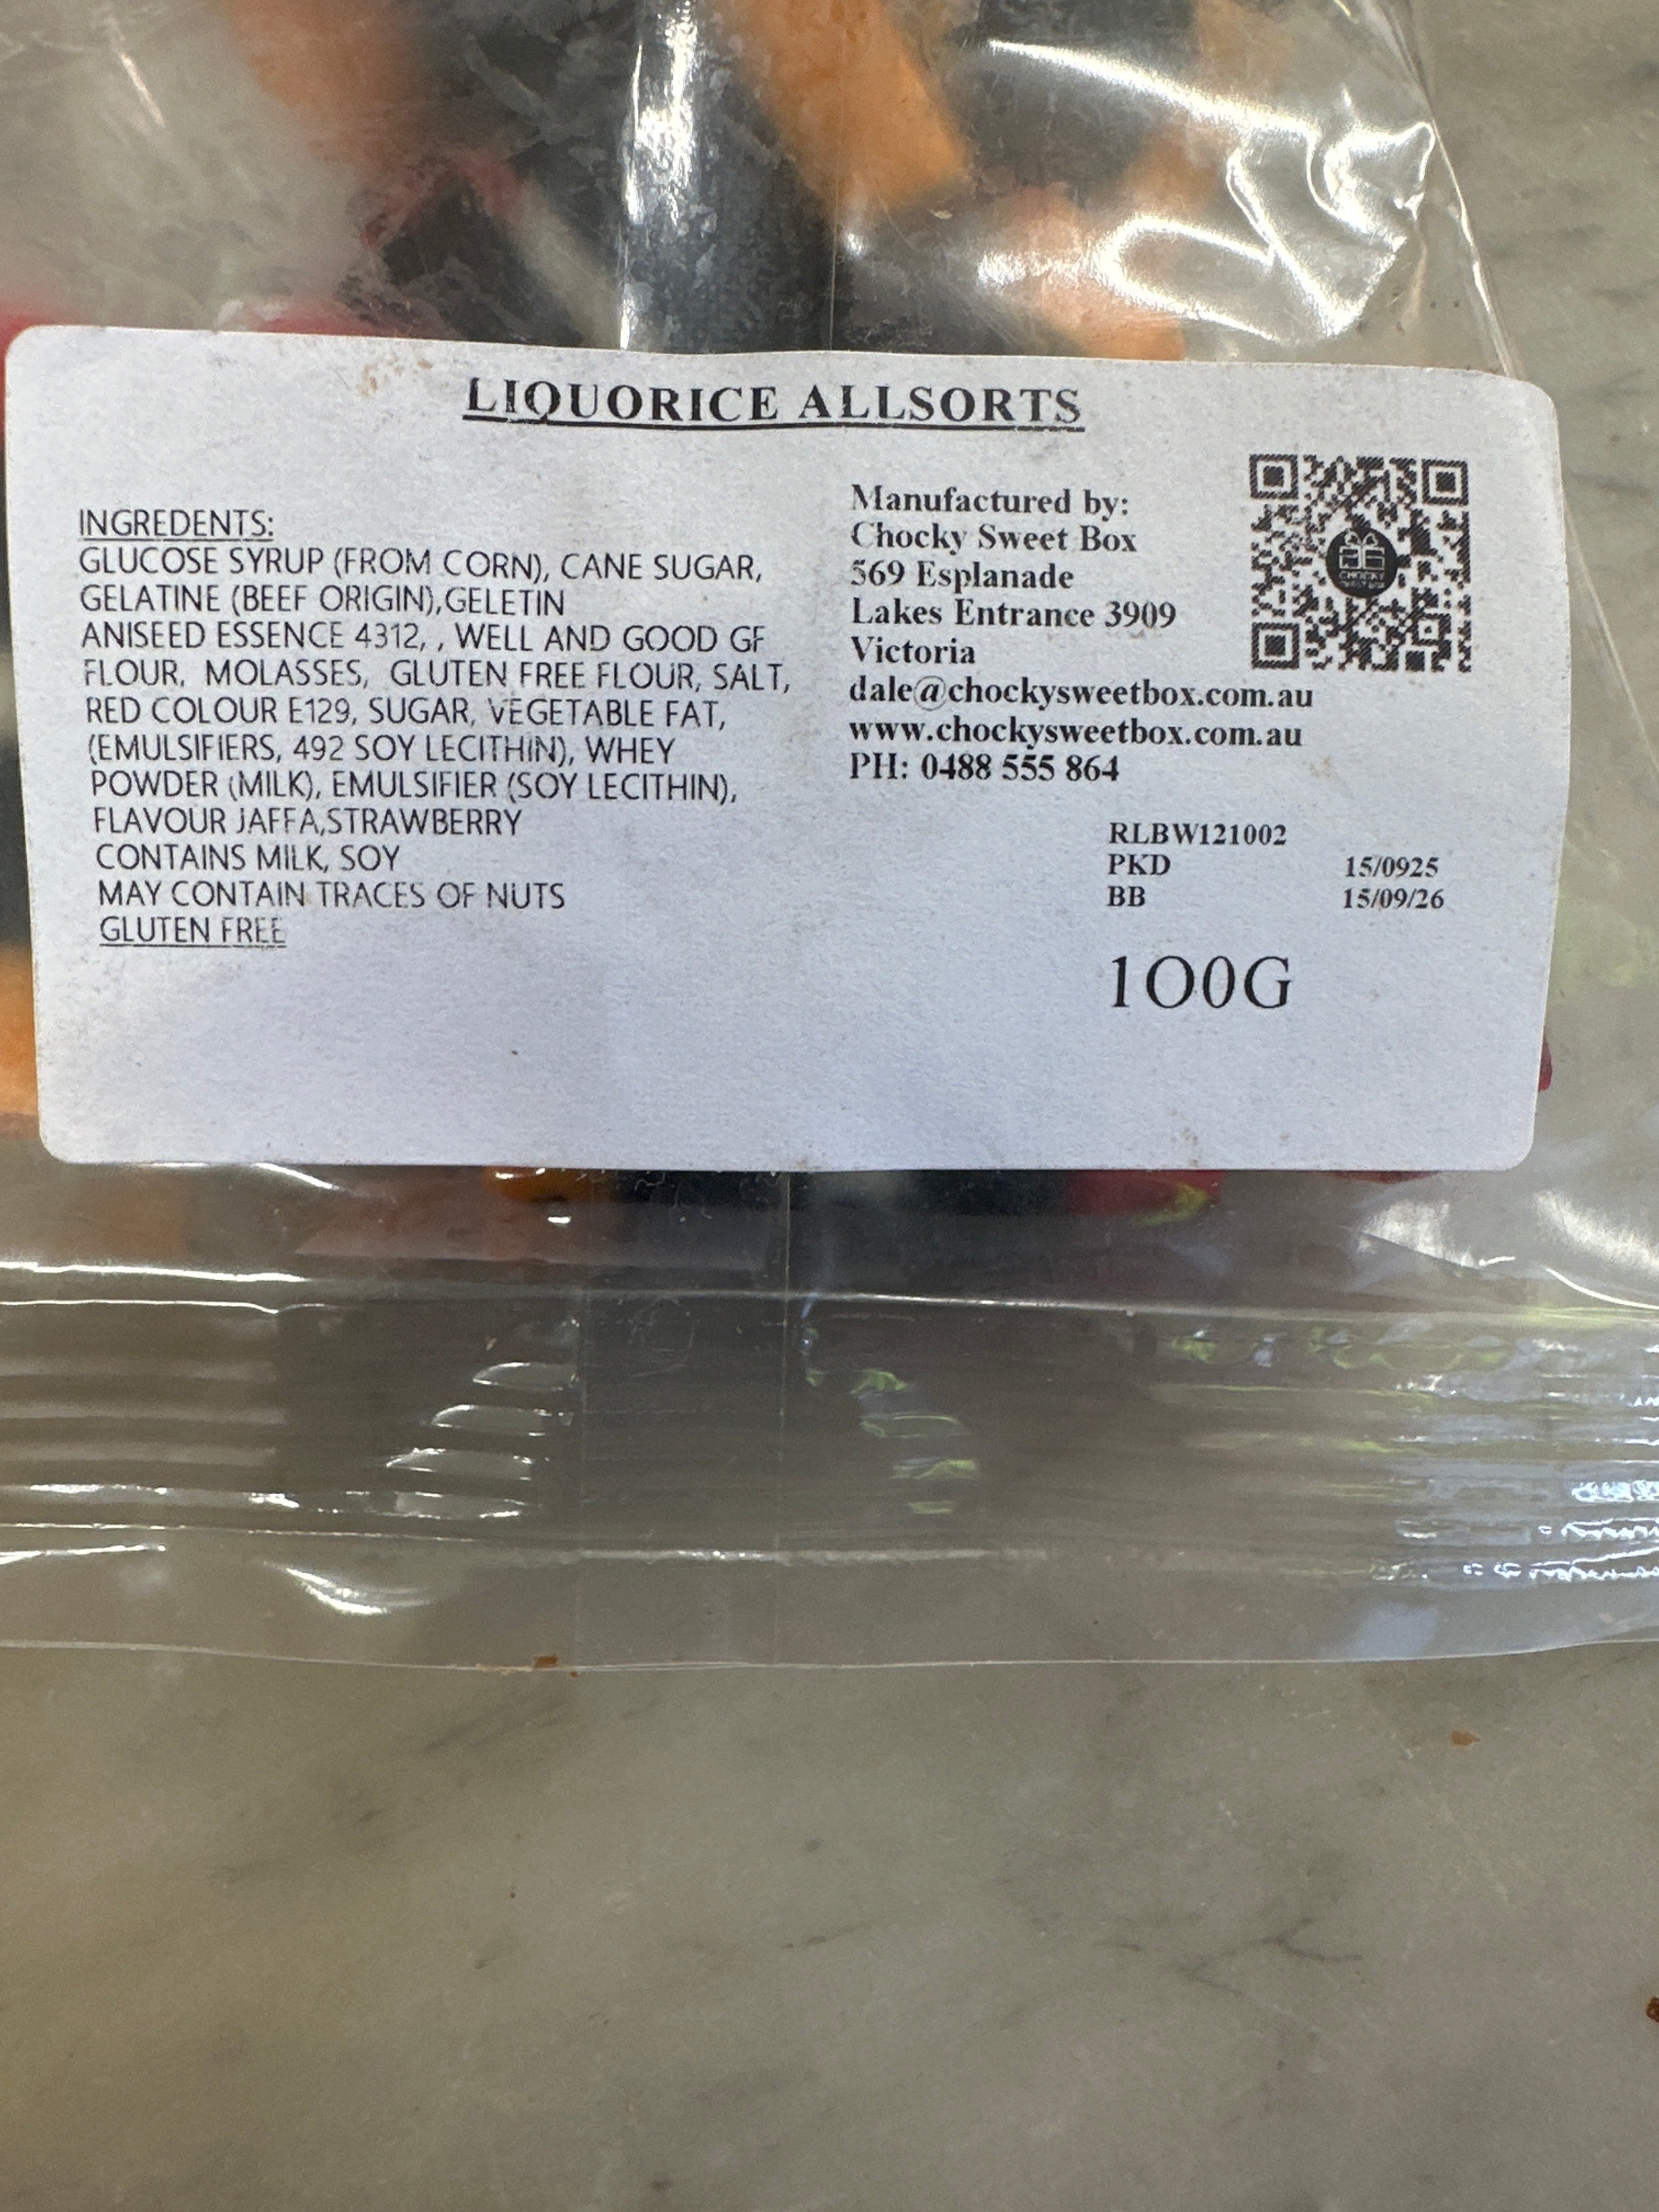 LIQUORICE ALLSORTS
INGREDENTS:
GLUCOSE SYRUP (FROM CORN), CANE SUGAR,
GELATINE (BEEF ORIGIN),GELETIN
ANISEED ESSENCE 4312, , WELL AND GOOD GF
FLOUR, MOLASSES, GLUTEN FREE FLOUR, SALT,
RED COLOUR E129, SUGAR, VEGETABLE FAT,
(EMULSIFIERS, 492 SOY LECITHIN), WHEY
POWDER (MILK), EMULSIFIER (SOY LECITHIN),
FLAVOUR JAFFA,STRAWBERRY
CONTAINS MILK, SOY
MAY CONTAIN TRACES OF NUTS
GLUTEN FREE
Manufactured by:
Chocky Sweet Box
569 Esplanade
Lakes Entrance 3909
Victoria
dale@chockysweetbox.com.au
www.chockysweetbox.com.au
PH: 0488 555 864
RLBW121002
PKD 15/0925
BB 15/09/26
1O0G